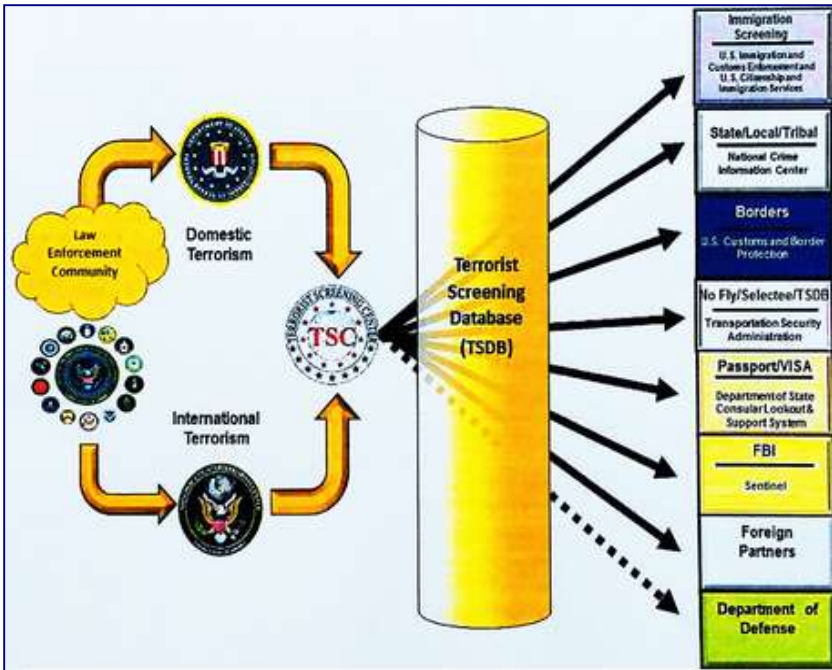 Law
Enforcement
Community
Domestic
Terrorism
International
Terrorism
TERRORIST SCREENING CENTER
TSC
Terrorist
Screening
Database
(TSDB)
Immigration
Screening
U.S. Immigration and
Customs Enforcement and
U.S. Citizenship and
Immigration Services
State/Local/Tribal
National Crime
Information Center
Borders
U.S. Customs and Border
Protection
No Fly/Selectee/TSDB
Transportation Security
Administration
Passport/VISA
Department of State
Consular Lookout &
Support System
FBI
Sentinel
Foreign
Partners
Department of
Defense